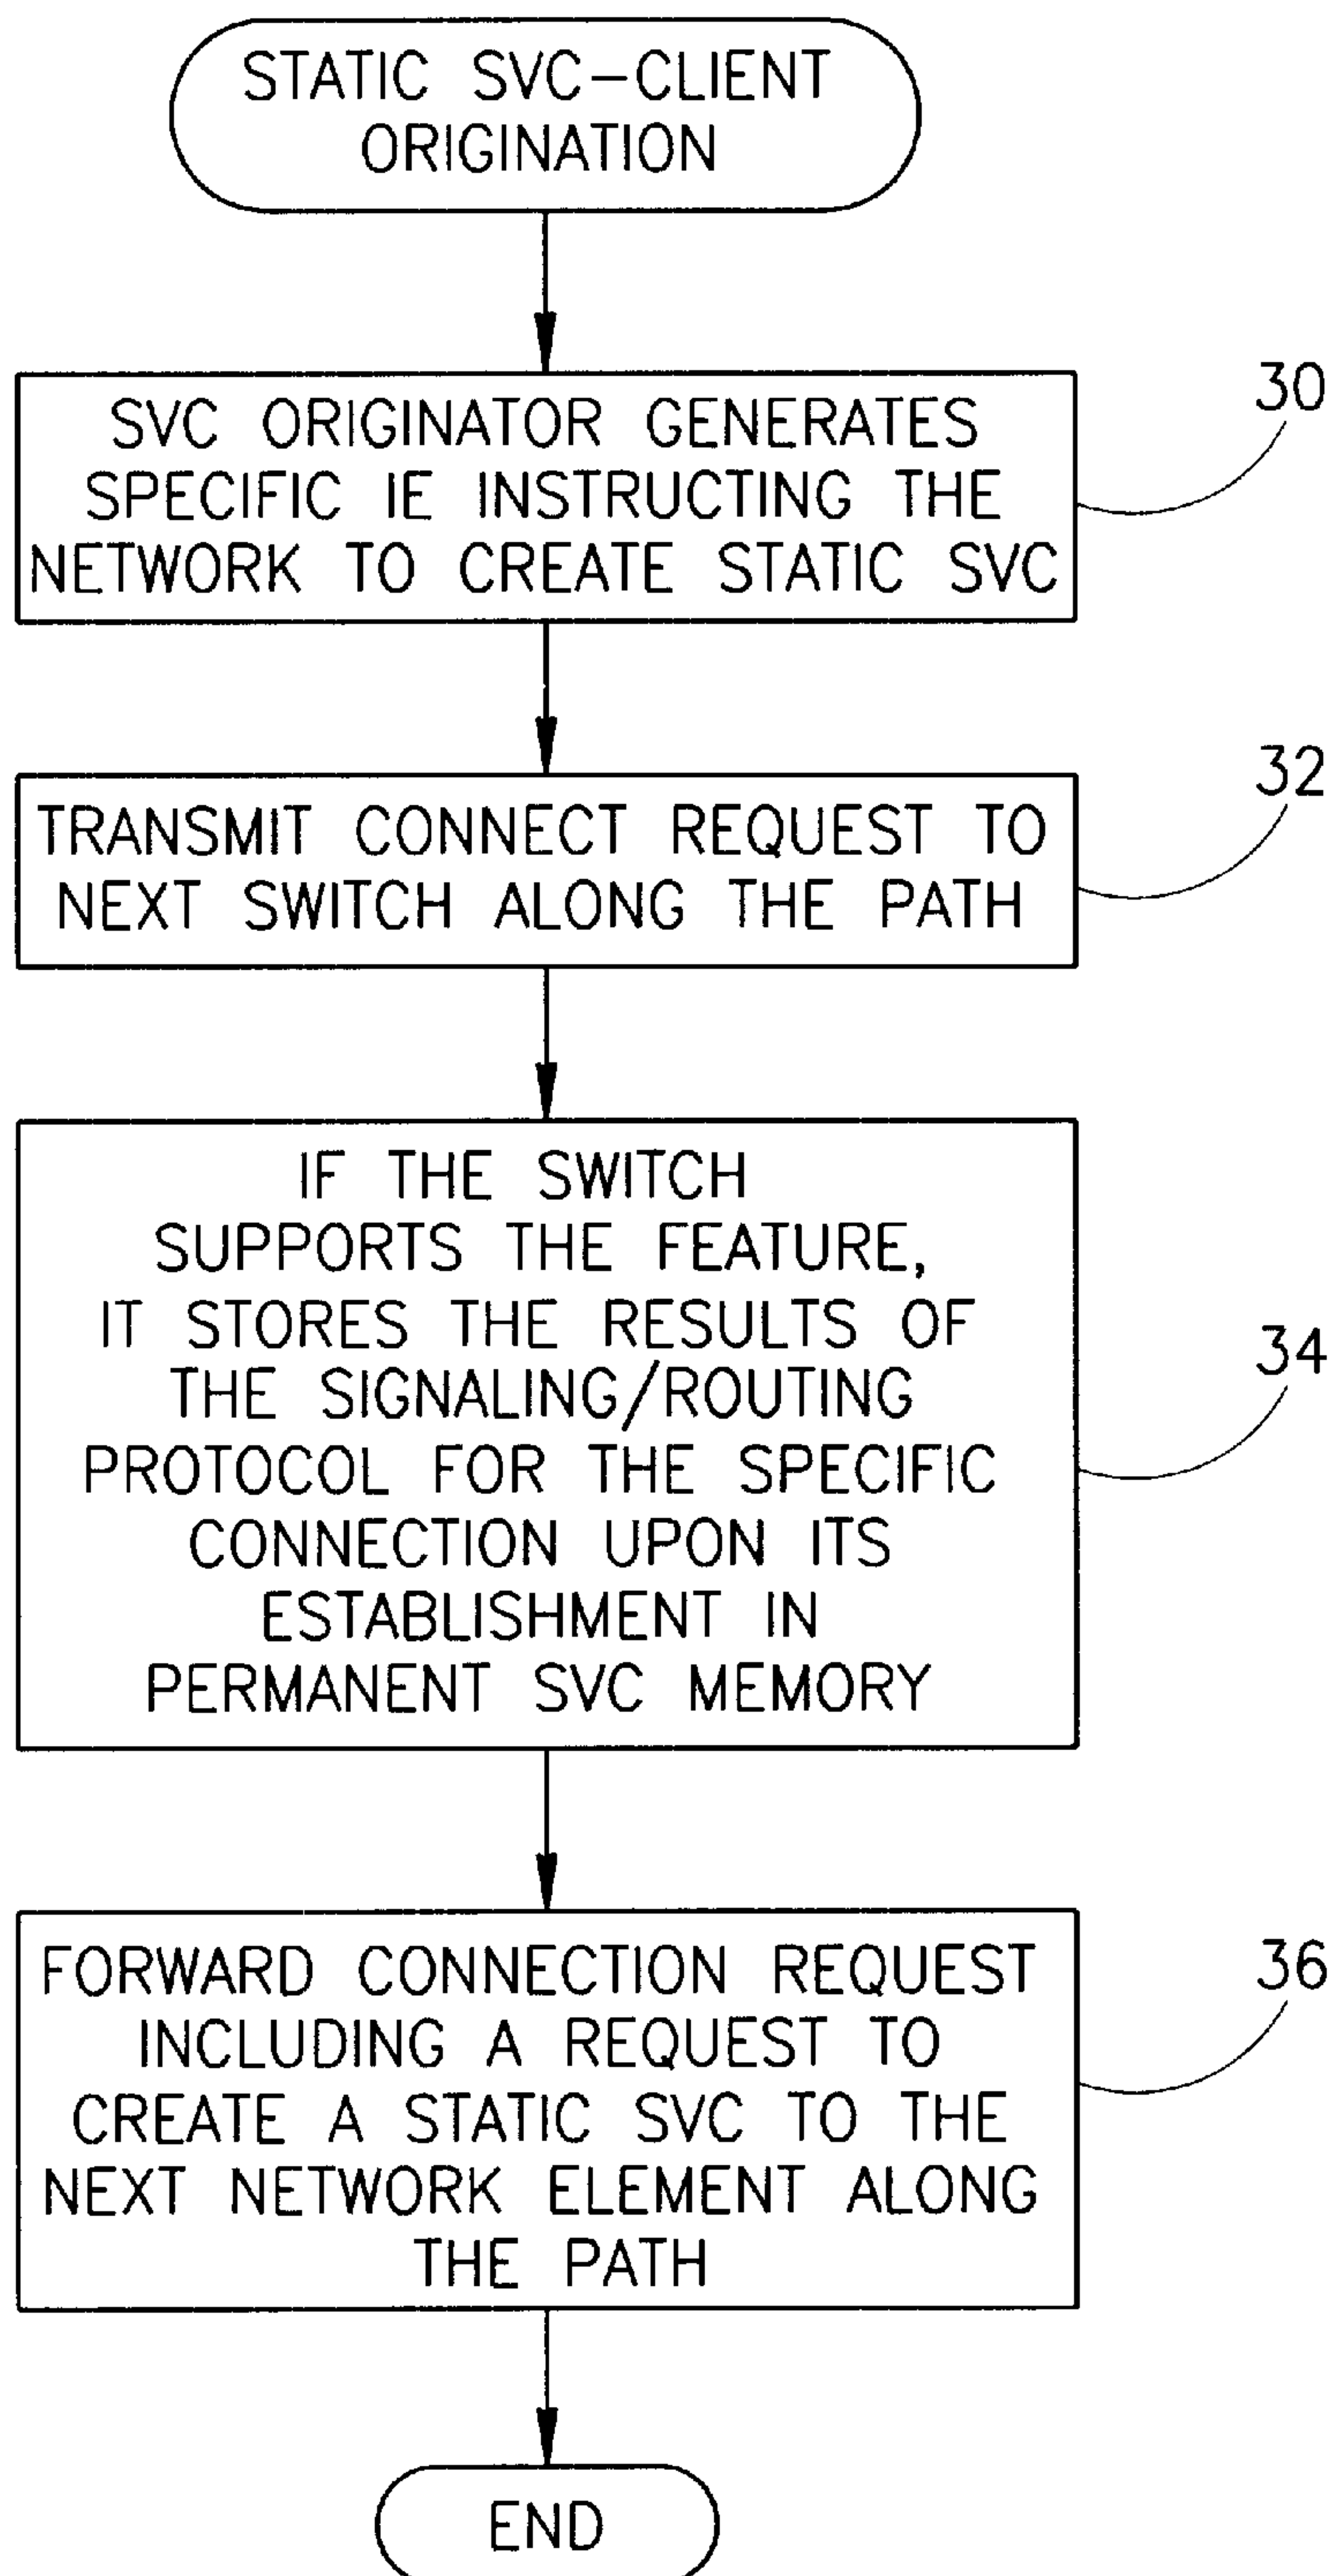 STATIC SVC-CLIENT
ORIGINATION
30
SVC ORIGINATOR GENERATES
SPECIFIC IE INSTRUCTING THE
NETWORK TO CREATE STATIC SVC
32
TRANSMIT CONNECT REQUEST TO
NEXT SWITCH ALONG THE PATH
34
IF THE SWITCH
SUPPORTS THE FEATURE,
IT STORES THE RESULTS OF
THE SIGNALING/ROUTING
PROTOCOL FOR THE SPECIFIC
CONNECTION UPON ITS
ESTABLISHMENT IN
PERMANENT SVC MEMORY
36
FORWARD CONNECTION REQUEST
INCLUDING A REQUEST TO
CREATE A STATIC SVC TO THE
NEXT NETWORK ELEMENT ALONG
THE PATH
END